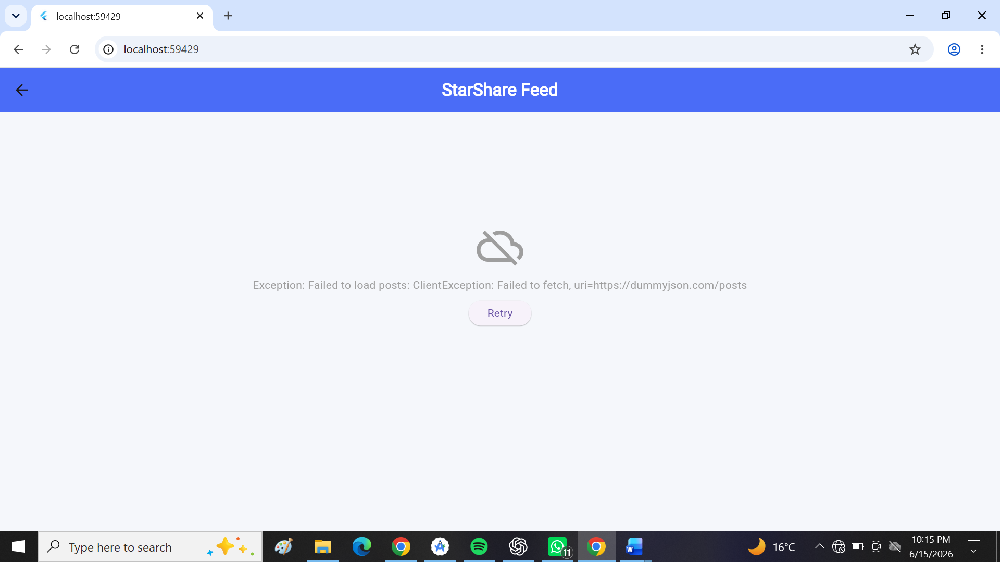 localhost:59429
localhost:59429
StarShare Feed
Exception: Failed to load posts: ClientException: Failed to fetch, uri=https://dummyjson.com/posts
Retry
Type here to search
11
W
16°C
10:15 PM
6/15/2026